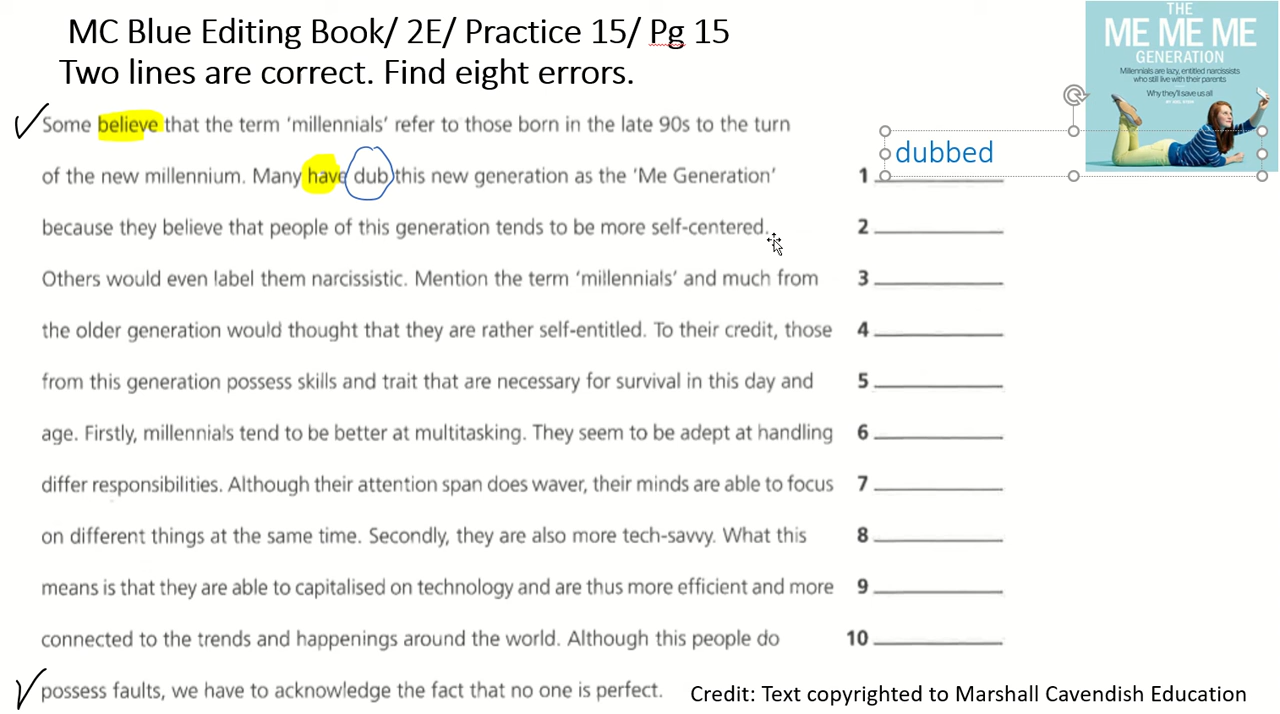 MC Blue Editing Book/ 2E/ Practice 15/ Pg 15
Two lines are correct. Find eight errors.
THE
ME ME ME
GENERATION
Millennials are lazy, entitled narcissists
who still live with their parents
Why they'll save us all
BY JOEL STEIN
Some believe that the term ‘millennials’ refer to those born in the late 90s to the turn
dubbed
of the new millennium. Many have dub this new generation as the ‘Me Generation’ 1
because they believe that people of this generation tends to be more self-centered. 2
Others would even label them narcissistic. Mention the term ‘millennials’ and much from 3
the older generation would thought that they are rather self-entitled. To their credit, those 4
from this generation possess skills and trait that are necessary for survival in this day and 5
age. Firstly, millennials tend to be better at multitasking. They seem to be adept at handling 6
differ responsibilities. Although their attention span does waver, their minds are able to focus 7
on different things at the same time. Secondly, they are also more tech-savvy. What this 8
means is that they are able to capitalised on technology and are thus more efficient and more 9
connected to the trends and happenings around the world. Although this people do 10
possess faults, we have to acknowledge the fact that no one is perfect.
Credit: Text copyrighted to Marshall Cavendish Education